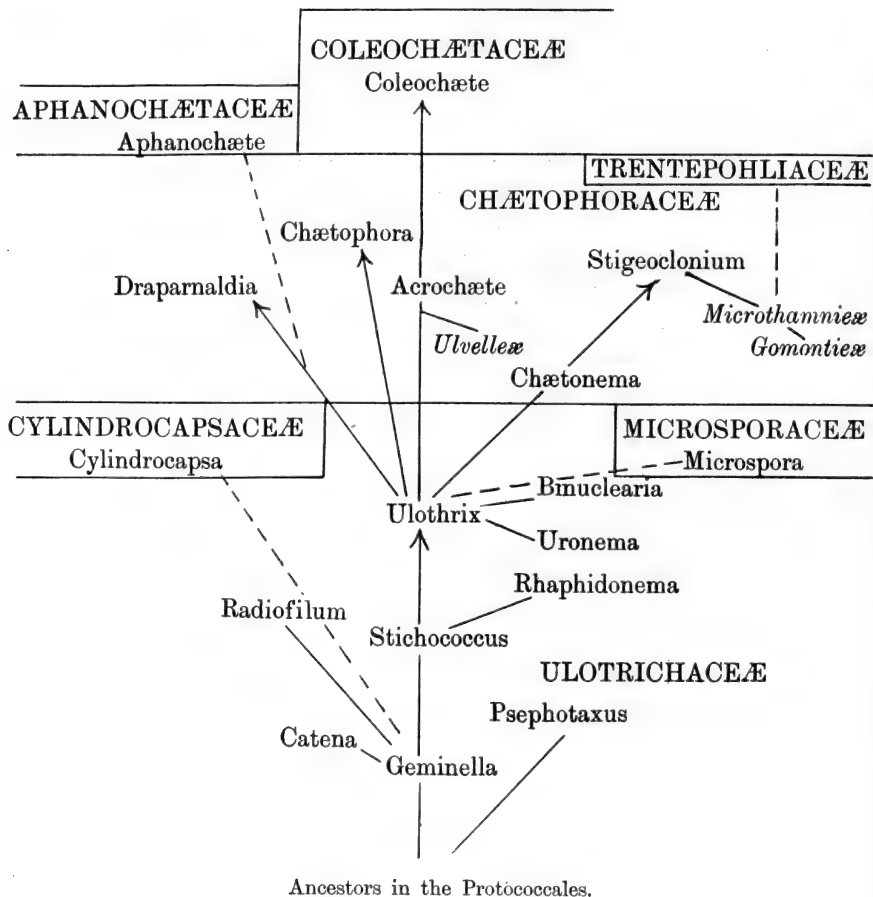 COLEOCHÆTACEÆ
Coleochæte
APHANOCHÆTACEÆ
Aphanochæte
TRENTEPOHLIACEÆ
CHÆTOPHORACEÆ
Chætophora
Stigeoclonium
Draparnaldia
Acrochæte
Microthamnieæ
Ulvelleæ
Gomontieæ
Chætonema
CYLINDROCAPSACEÆ
Cylindrocapsa
MICROSPORACEÆ
Microspora
Binuclearia
Ulothrix
Uronema
Rhaphidonema
Radiofilum
Stichococcus
ULOTRICHACEÆ
Psephotaxus
Catena
Geminella
Ancestors in the Protococcales.